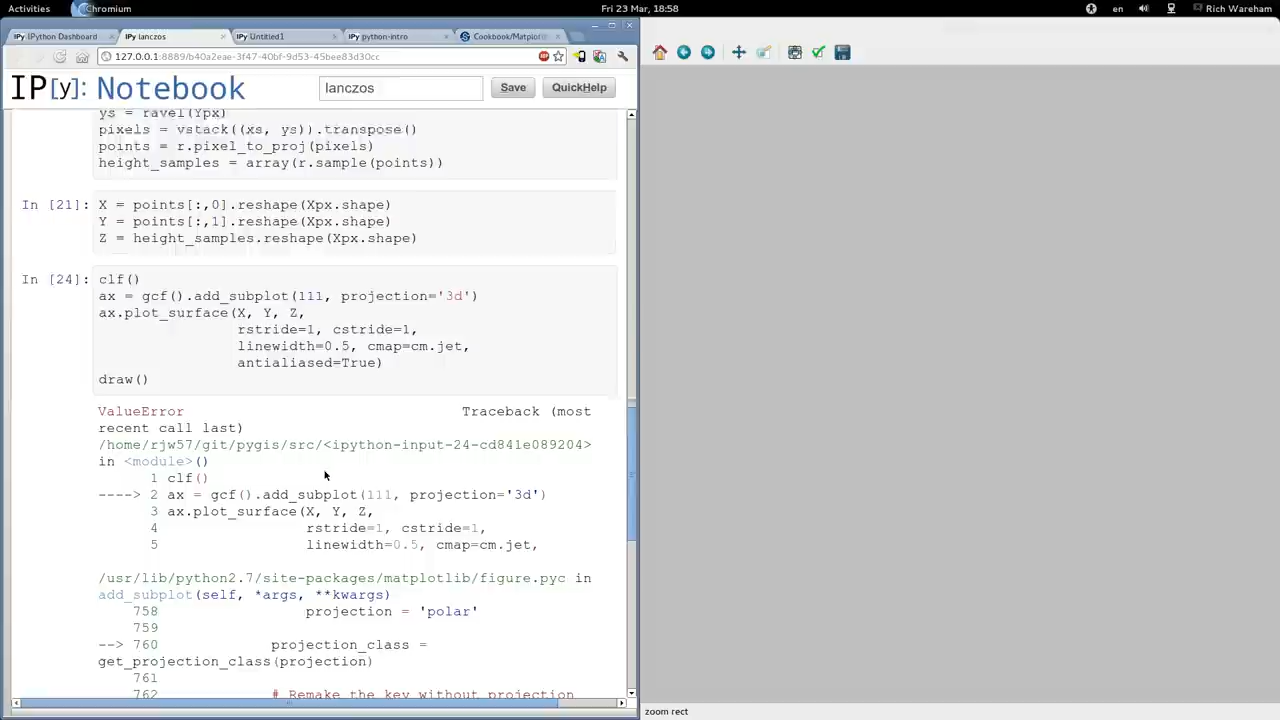 Activities
Chromium
Fri 23 Mar, 18:58
en
Rich Wareham
IP[y] IPython Dashboard
IP[y] lanczos
IP[y] Untitled1
IP[y] python-intro
Cookbook/Matplotl
127.0.0.1:8889/b40a2eae-3f47-40bf-9d53-45bee83d30cc
IP[y]: Notebook
lanczos
Save
QuickHelp
ys = ravel(Ypx)
pixels = vstack((xs, ys)).transpose()
points = r.pixel_to_proj(pixels)
height_samples = array(r.sample(points))
In [21]: X = points[:,0].reshape(Xpx.shape)
Y = points[:,1].reshape(Xpx.shape)
Z = height_samples.reshape(Xpx.shape)
In [24]: clf()
ax = gcf().add_subplot(111, projection='3d')
ax.plot_surface(X, Y, Z,
rstride=1, cstride=1,
linewidth=0.5, cmap=cm.jet,
antialiased=True)
draw()
ValueError Traceback (most
recent call last)
/home/rjw57/git/pygis/src/<ipython-input-24-cd841e089204>
in <module>()
1 clf()
----> 2 ax = gcf().add_subplot(111, projection='3d')
3 ax.plot_surface(X, Y, Z,
4 rstride=1, cstride=1,
5 linewidth=0.5, cmap=cm.jet,
/usr/lib/python2.7/site-packages/matplotlib/figure.pyc in
add_subplot(self, *args, **kwargs)
758 projection = 'polar'
759
--> 760 projection_class =
get_projection_class(projection)
761
762 # Remake the key without projection
zoom rect